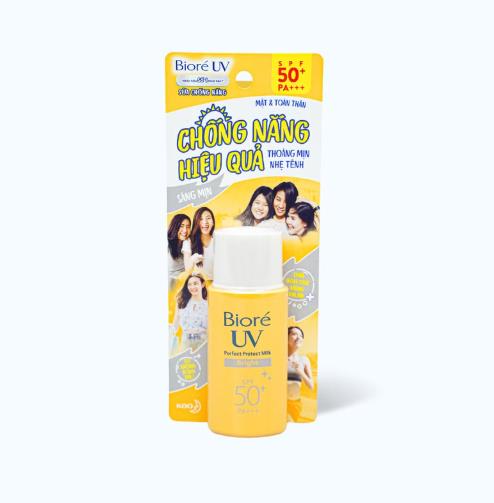 Bioré UV
SỮA CHỐNG NẮNG
SPF
50+
PA+++
MẶT & TOÀN THÂN
CHỐNG NẮNG
HIỆU QUẢ
THOÁNG MỊN
NHẸ TÊNH
SÁNG MỊN
Bioré
UV
Perfect Protect Milk
Bright
SPF
50+
PA+++
KAO